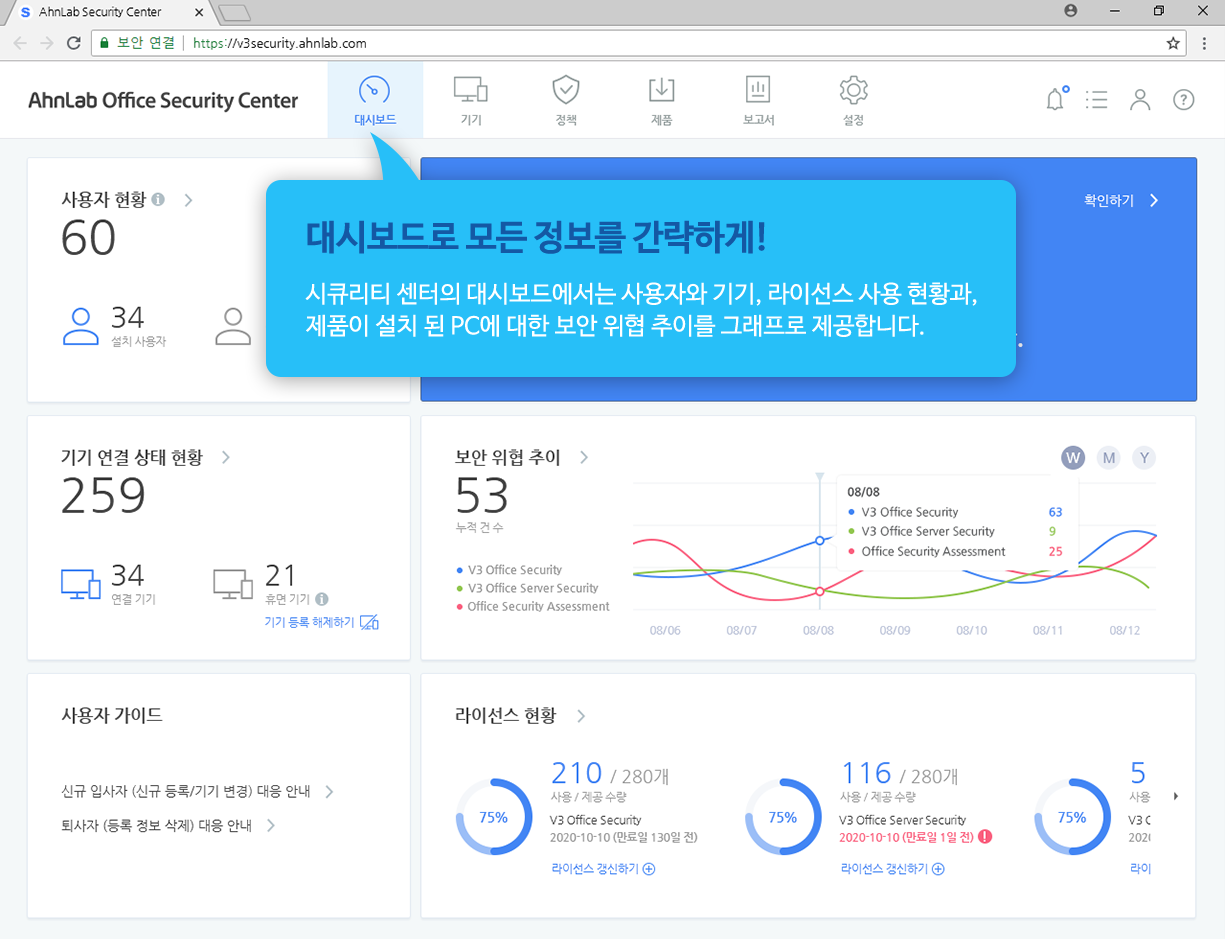 AhnLab Security Center
보안 연결
https://v3security.ahnlab.com
AhnLab Office Security Center
대시보드
기기
정책
제품
보고서
설정
사용자 현황
60
34
설치 사용자
확인하기
대시보드로 모든 정보를 간략하게!
시큐리티 센터의 대시보드에서는 사용자와 기기, 라이선스 사용 현황과,
제품이 설치 된 PC에 대한 보안 위협 추이를 그래프로 제공합니다.
기기 연결 상태 현황
259
34
연결 기기
21
휴면 기기
기기 등록 해제하기
보안 위협 추이
53
누적 건 수
V3 Office Security
V3 Office Server Security
Office Security Assessment
W M Y
08/08
V3 Office Security 63
V3 Office Server Security 9
Office Security Assessment 25
08/06 08/07 08/08 08/09 08/10 08/11 08/12
사용자 가이드
신규 입사자 (신규 등록/기기 변경) 대응 안내
퇴사자 (등록 정보 삭제) 대응 안내
라이선스 현황
75%
210 / 280개
사용 / 제공 수량
V3 Office Security
2020-10-10 (만료일 130일 전)
라이선스 갱신하기
75%
116 / 280개
사용 / 제공 수량
V3 Office Server Security
2020-10-10 (만료일 1일 전)
라이선스 갱신하기
75%
5
사용
V3
202
라이